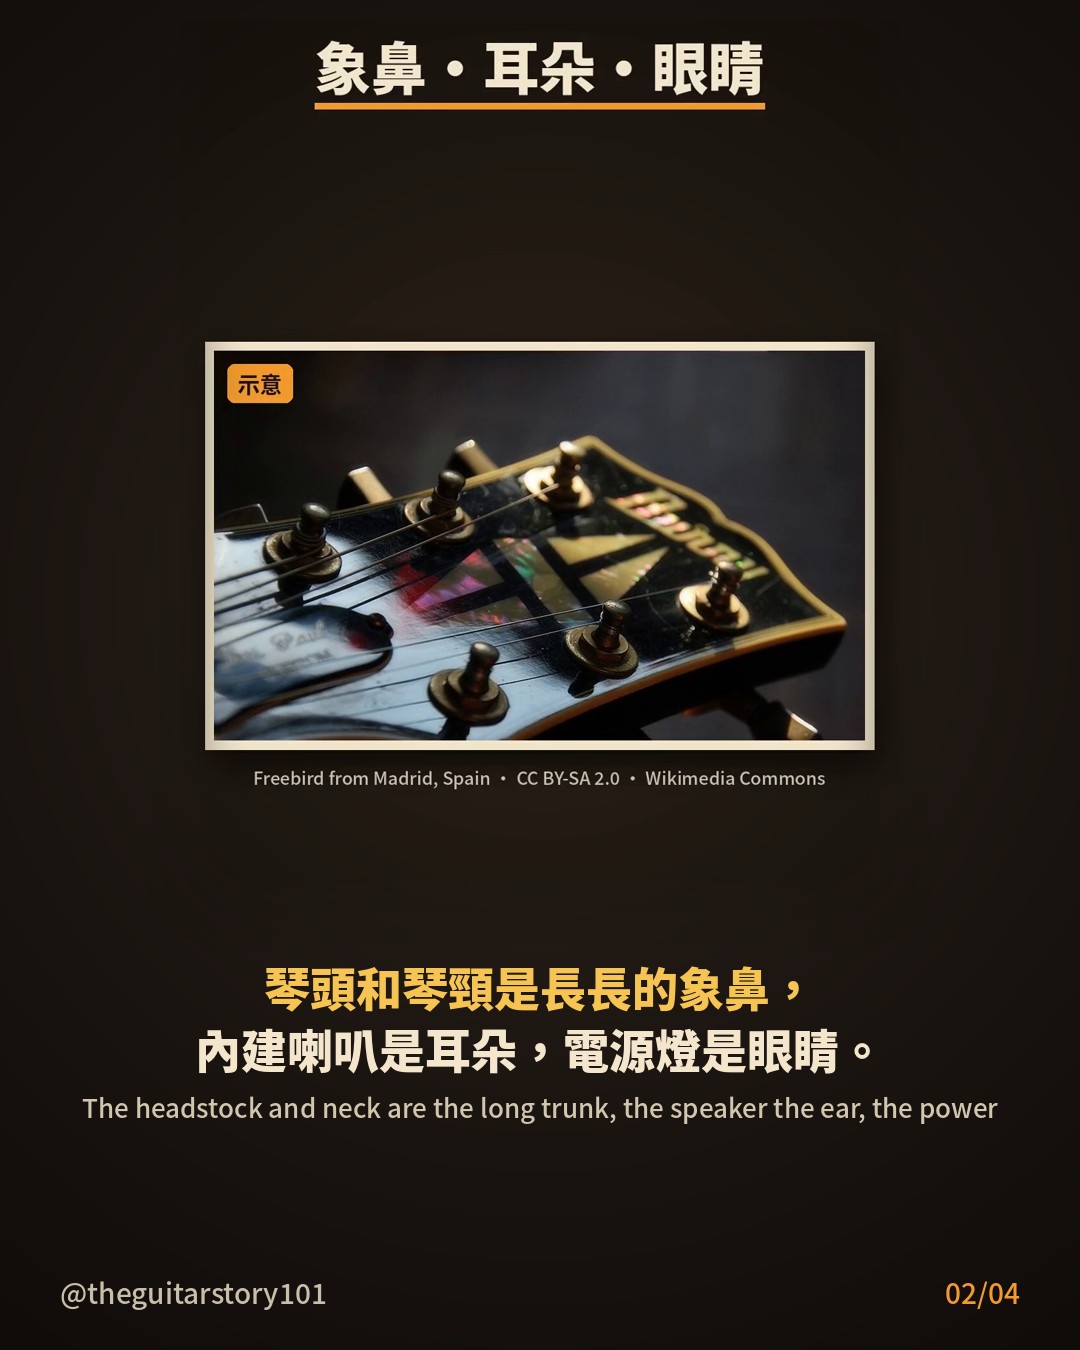 象鼻・耳朵・眼睛
示意
Freebird from Madrid, Spain ・ CC BY-SA 2.0 ・ Wikimedia Commons
琴頭和琴頸是長長的象鼻，
內建喇叭是耳朵，電源燈是眼睛。
The headstock and neck are the long trunk, the speaker the ear, the power
@theguitarstory101
02/04